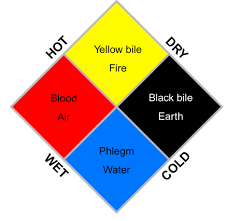 HOT
DRY
Yellow bile
Fire
Blood
Air
Black bile
Earth
Phlegm
Water
WET
COLD